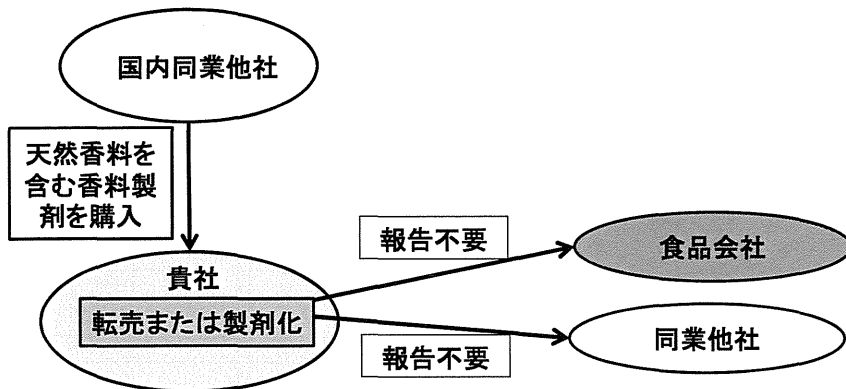 国内同業他社
天然香料を
含む香料製
剤を購入
報告不要
食品会社
貴社
転売または製剤化
同業他社
報告不要